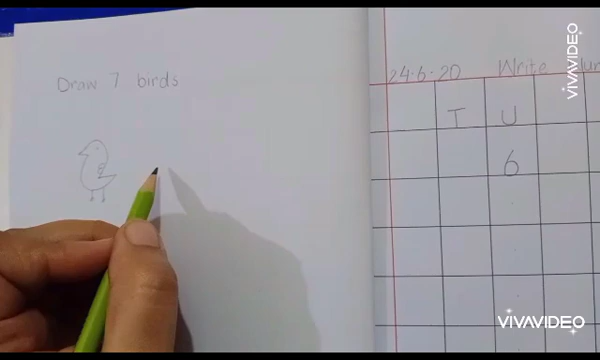 Draw 7 birds
24·6·20 Write
T U
6
VIVAVIDEO
VIVAVIDEO